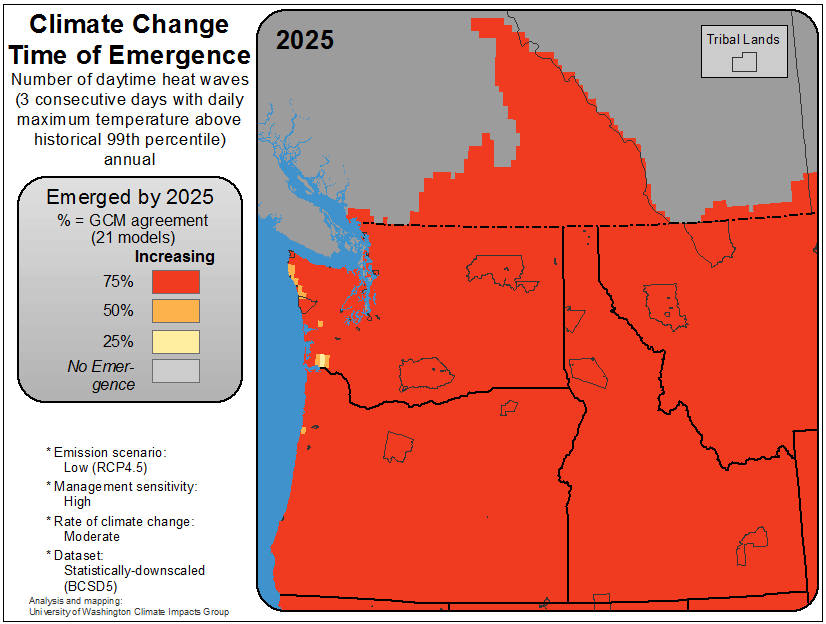 Climate Change
Time of Emergence
Number of daytime heat waves
(3 consecutive days with daily
maximum temperature above
historical 99th percentile)
annual
Emerged by 2025
% = GCM agreement
(21 models)
Increasing
75%
50%
25%
No Emer-
gence
* Emission scenario:
Low (RCP4.5)
* Management sensitivity:
High
* Rate of climate change:
Moderate
* Dataset:
Statistically-downscaled
(BCSD5)
Analysis and mapping:
University of Washington Climate Impacts Group
2025
Tribal Lands